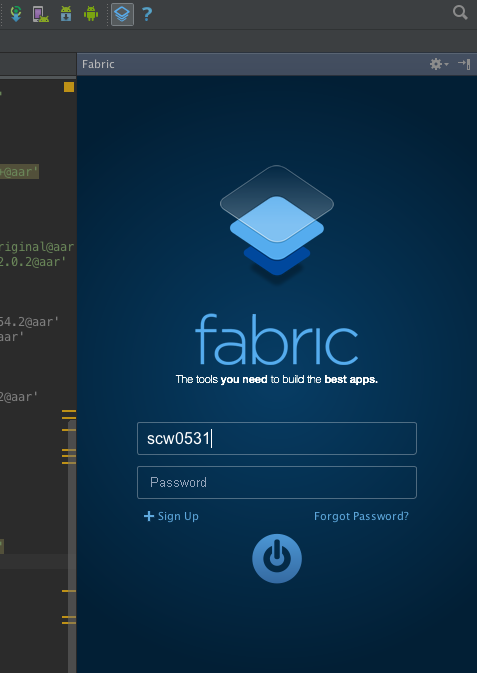 Fabric
+@aar'
riginal@aar
2.0.2@aar'
54.2@aar'
aar'
2@aar'
fabric
The tools you need to build the best apps.
scw0531
Password
+ Sign Up
Forgot Password?